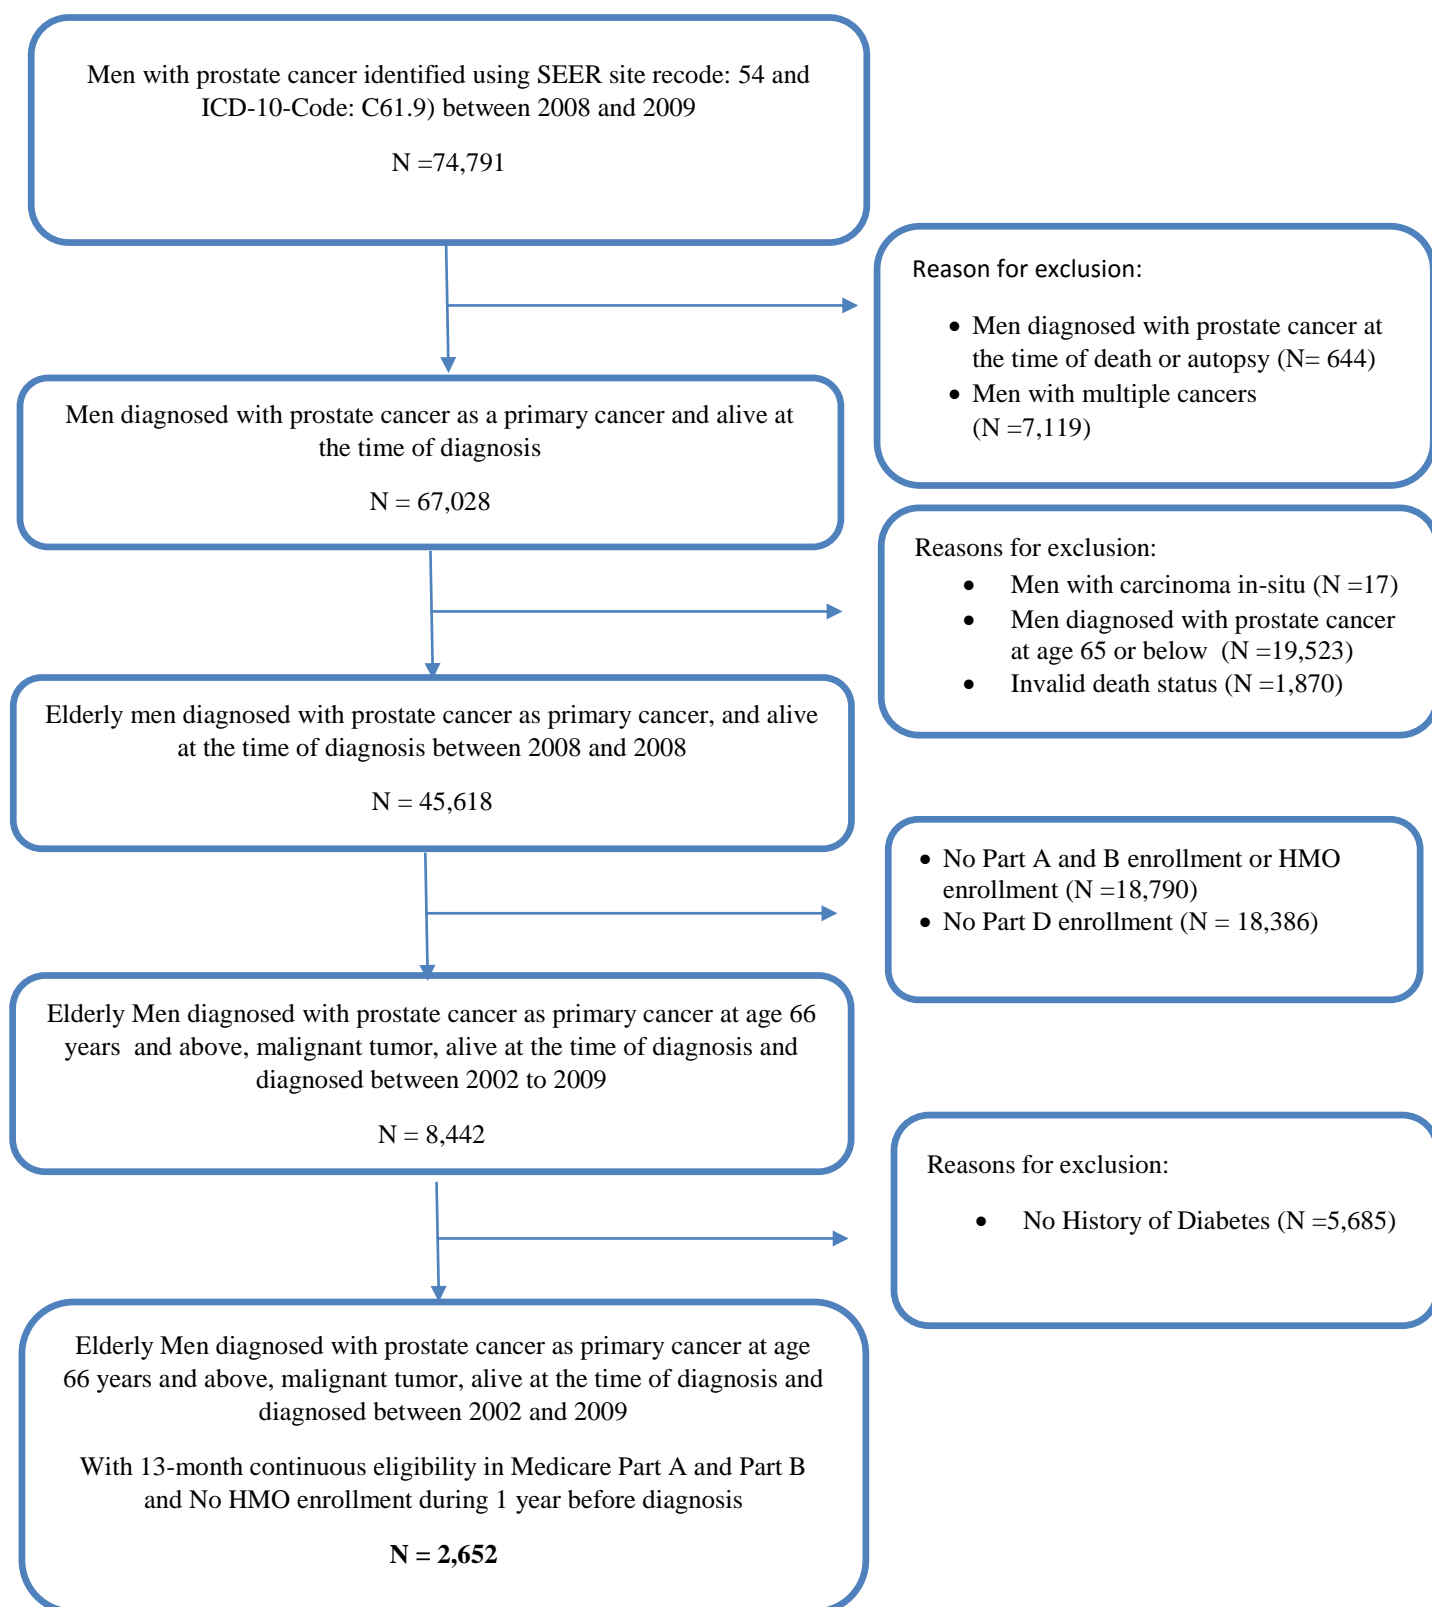 Men with prostate cancer identified using SEER site recode: 54 and
ICD-10-Code: C61.9) between 2008 and 2009
N =74,791
Reason for exclusion:
• Men diagnosed with prostate cancer at
the time of death or autopsy (N= 644)
• Men with multiple cancers
(N =7,119)
Men diagnosed with prostate cancer as a primary cancer and alive at
the time of diagnosis
N = 67,028
Reasons for exclusion:
• Men with carcinoma in-situ (N =17)
• Men diagnosed with prostate cancer
at age 65 or below (N =19,523)
• Invalid death status (N =1,870)
Elderly men diagnosed with prostate cancer as primary cancer, and alive
at the time of diagnosis between 2008 and 2008
N = 45,618
• No Part A and B enrollment or HMO
enrollment (N =18,790)
• No Part D enrollment (N = 18,386)
Elderly Men diagnosed with prostate cancer as primary cancer at age 66
years and above, malignant tumor, alive at the time of diagnosis and
diagnosed between 2002 to 2009
N = 8,442
Reasons for exclusion:
• No History of Diabetes (N =5,685)
Elderly Men diagnosed with prostate cancer as primary cancer at age
66 years and above, malignant tumor, alive at the time of diagnosis and
diagnosed between 2002 and 2009
With 13-month continuous eligibility in Medicare Part A and Part B
and No HMO enrollment during 1 year before diagnosis
N = 2,652